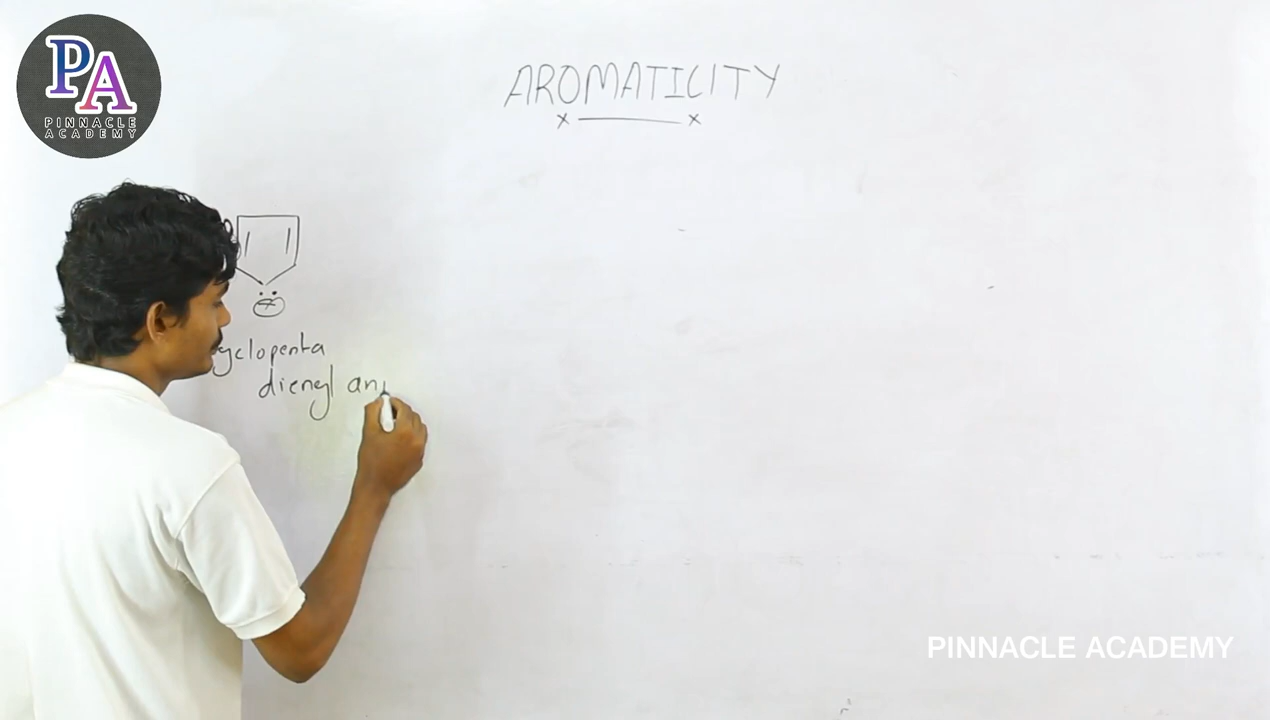 PA
PINNACLE
ACADEMY
AROMATICITY
x x
yclopenta
dienyl an
PINNACLE ACADEMY